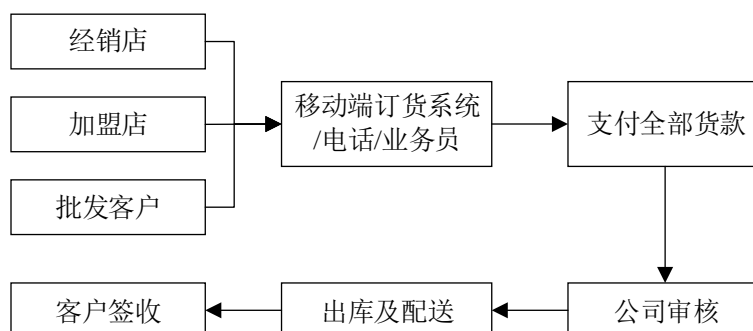 经销店
加盟店
批发客户
移动端订货系统
/电话/业务员
支付全部货款
客户签收
出库及配送
公司审核